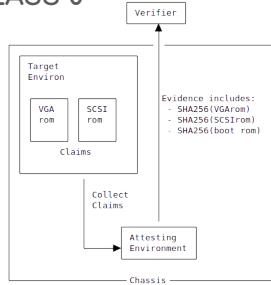 Verifier
Target
Environ
VGA
rom
SCSI
rom
Claims
Evidence includes:
- SHA256(VGArom)
- SHA256(SCSIrom)
- SHA256(boot rom)
Collect
Claims
Attesting
Environment
Chassis